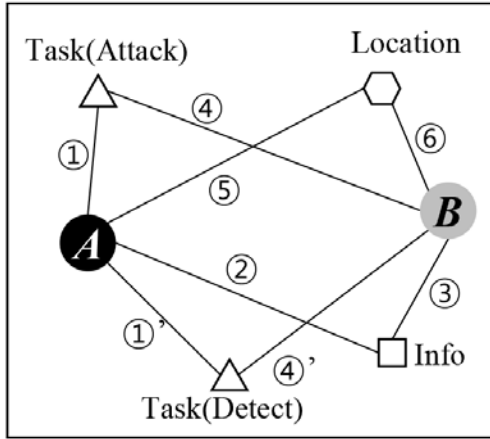 Location
Task(Attack)
④
①
⑥
⑤
B
A
②
③
①’
Info
④’
Task(Detect)